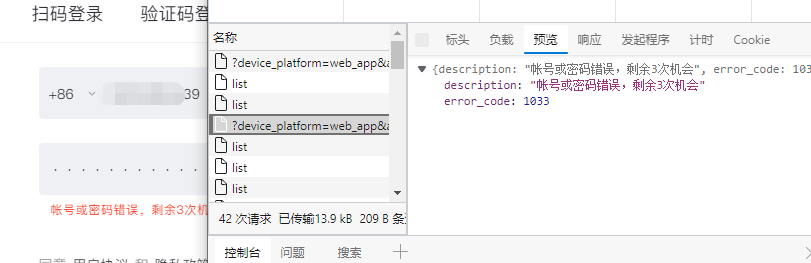 扫码登录 验证码登
+86 39
帐号或密码错误，剩余3次机
用户协议 和 隐私政策
名称
?device_platform=web_app&a
list
list
?device_platform=web_app&a
list
list
list
42 次请求 已传输13.9 kB 209 B 条
标头 负载 预览 响应 发起程序 计时 Cookie
{description: "帐号或密码错误，剩余3次机会", error_code: 103
description: "帐号或密码错误，剩余3次机会"
error_code: 1033
控制台 问题 搜索